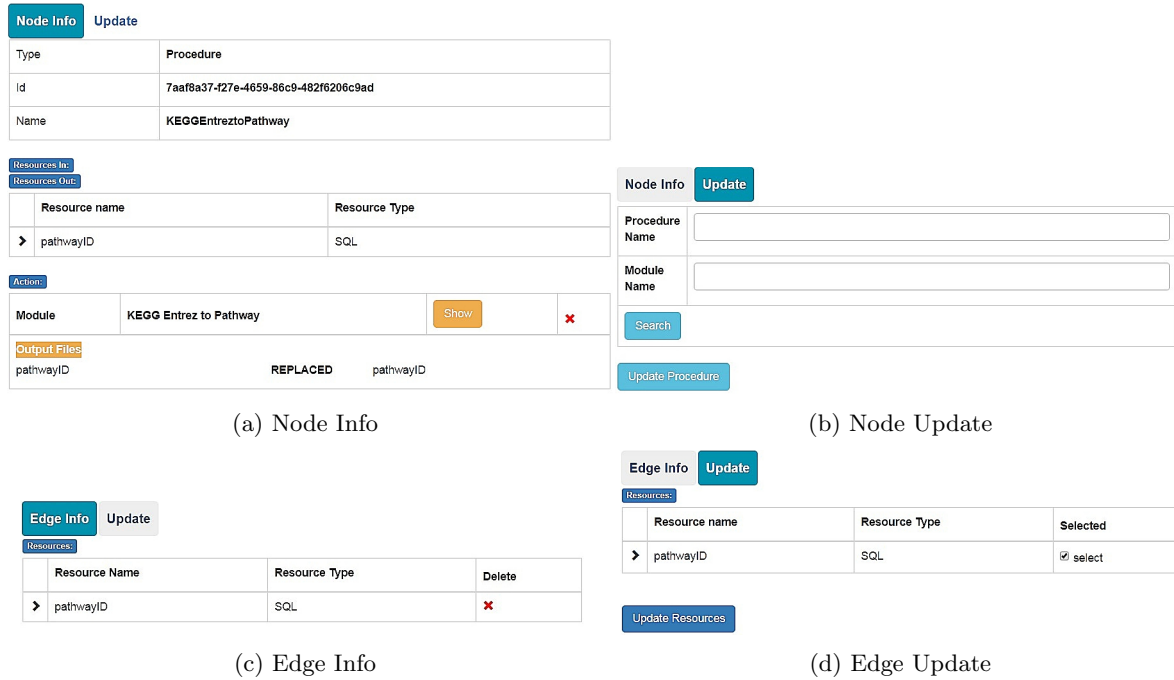 Node Info Update
Type Procedure
Id 7aaf8a37-f27e-4659-86c9-482f6206c9ad
Name KEGGEntreztoPathway
Resources In:
Resources Out:
Resource name Resource Type
pathwayID SQL
Action:
Module KEGG Entrez to Pathway Show
Output Files
pathwayID REPLACED pathwayID
(a) Node Info
Node Info Update
Procedure
Name
Module
Name
Search
Update Procedure
(b) Node Update
Edge Info Update
Resources:
Resource Name Resource Type Delete
pathwayID SQL
(c) Edge Info
Edge Info Update
Resources:
Resource name Resource Type Selected
pathwayID SQL select
Update Resources
(d) Edge Update